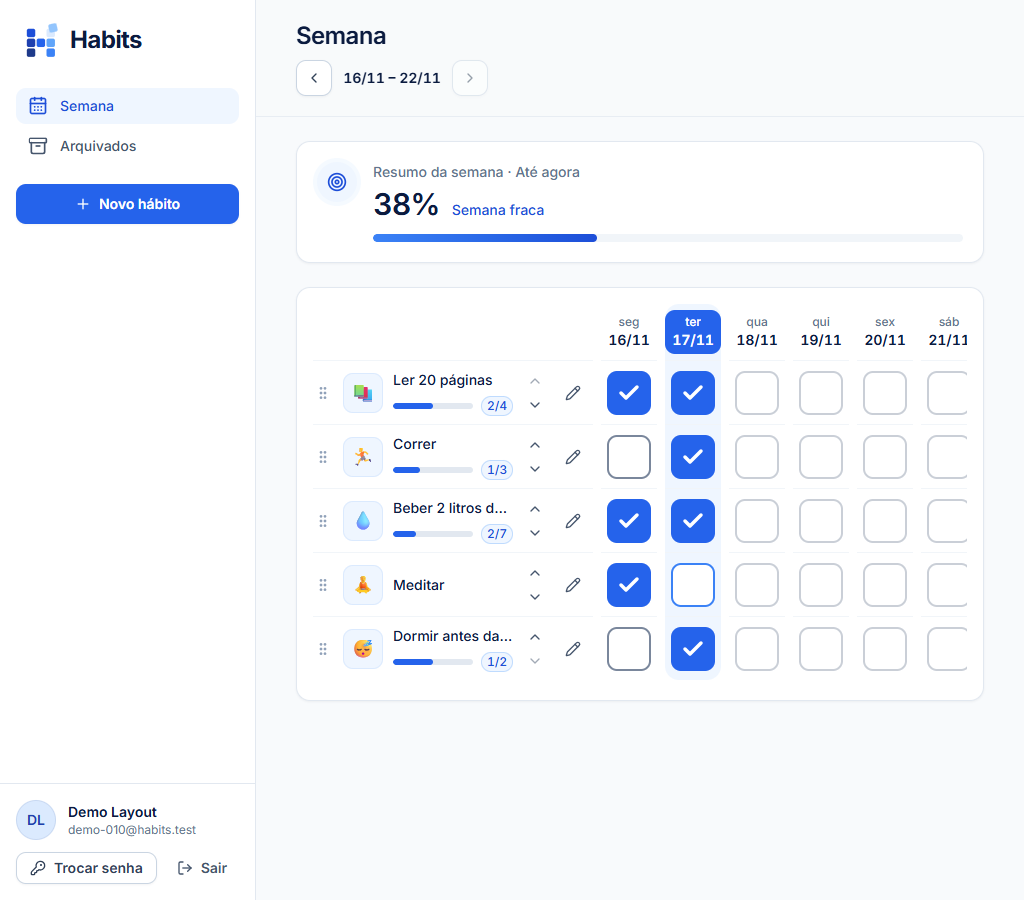 Habits
Semana
Arquivados
Novo hábito
Semana
16/11 – 22/11
Resumo da semana · Até agora
38% Semana fraca
seg ter qua qui sex sáb
16/11 17/11 18/11 19/11 20/11 21/11
Ler 20 páginas
2/4
Correr
1/3
Beber 2 litros d...
2/7
Meditar
Dormir antes da...
1/2
DL
Demo Layout
demo-010@habits.test
Trocar senha Sair